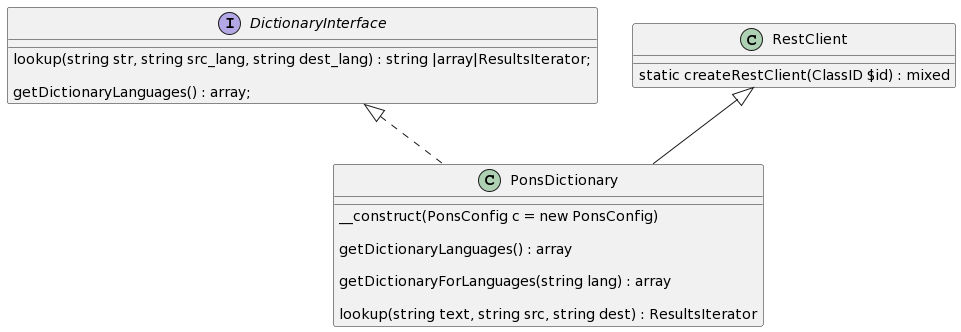 I DictionaryInterface
lookup(string str, string src_lang, string dest_lang) : string |array|ResultsIterator;
getDictionaryLanguages() : array;
C RestClient
static createRestClient(ClassID $id) : mixed
C PonsDictionary
__construct(PonsConfig c = new PonsConfig)
getDictionaryLanguages() : array
getDictionaryForLanguages(string lang) : array
lookup(string text, string src, string dest) : ResultsIterator